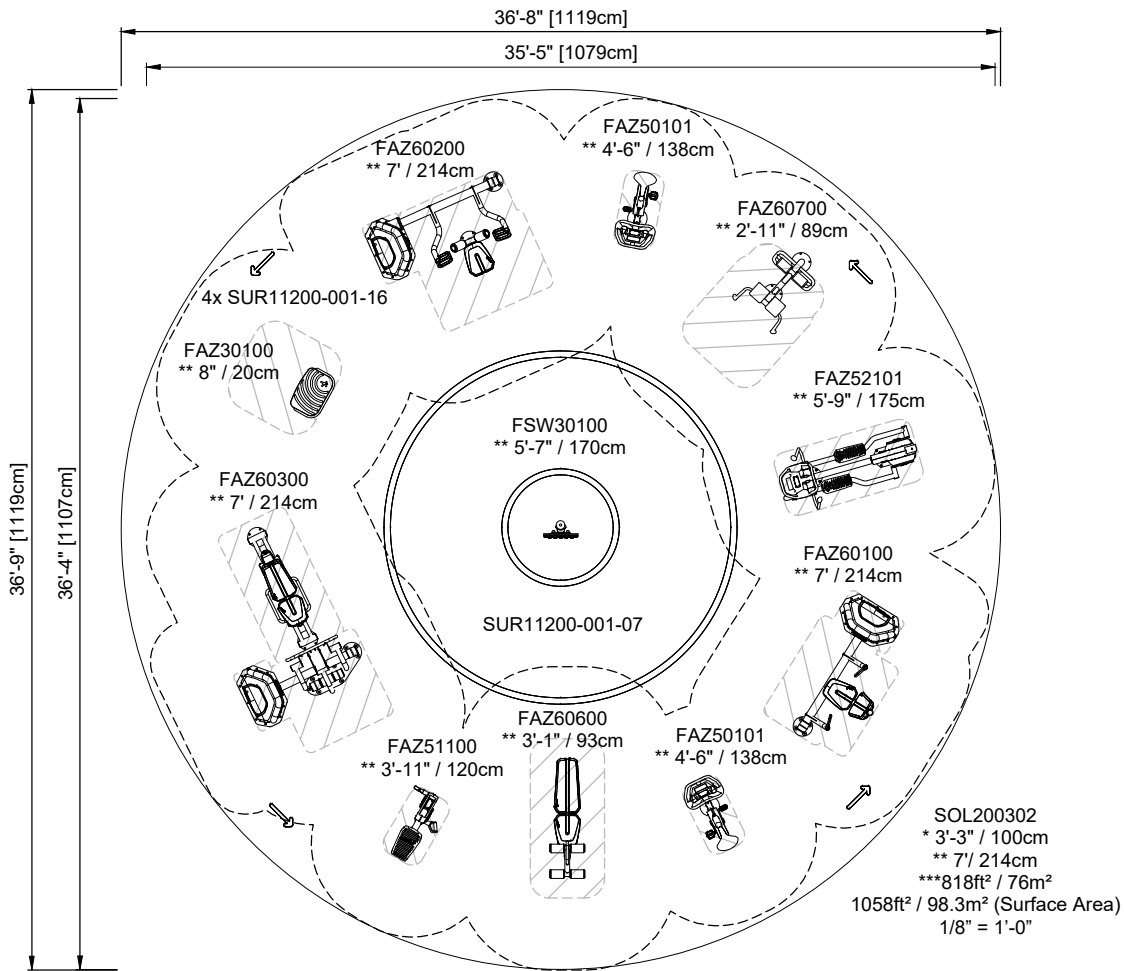 36'-8" [1119cm]
35'-5" [1079cm]
36'-9" [1119cm]
36'-4" [1107cm]
FAZ60200
** 7' / 214cm
FAZ50101
** 4'-6" / 138cm
FAZ60700
** 2'-11" / 89cm
4x SUR11200-001-16
FAZ30100
** 8" / 20cm
FAZ52101
** 5'-9" / 175cm
FSW30100
** 5'-7" / 170cm
FAZ60300
** 7' / 214cm
FAZ60100
** 7' / 214cm
SUR11200-001-07
FAZ51100
** 3'-11" / 120cm
FAZ60600
** 3'-1" / 93cm
FAZ50101
** 4'-6" / 138cm
SOL200302
* 3'-3" / 100cm
** 7'/ 214cm
***818ft² / 76m²
1058ft² / 98.3m² (Surface Area)
1/8” = 1’-0”